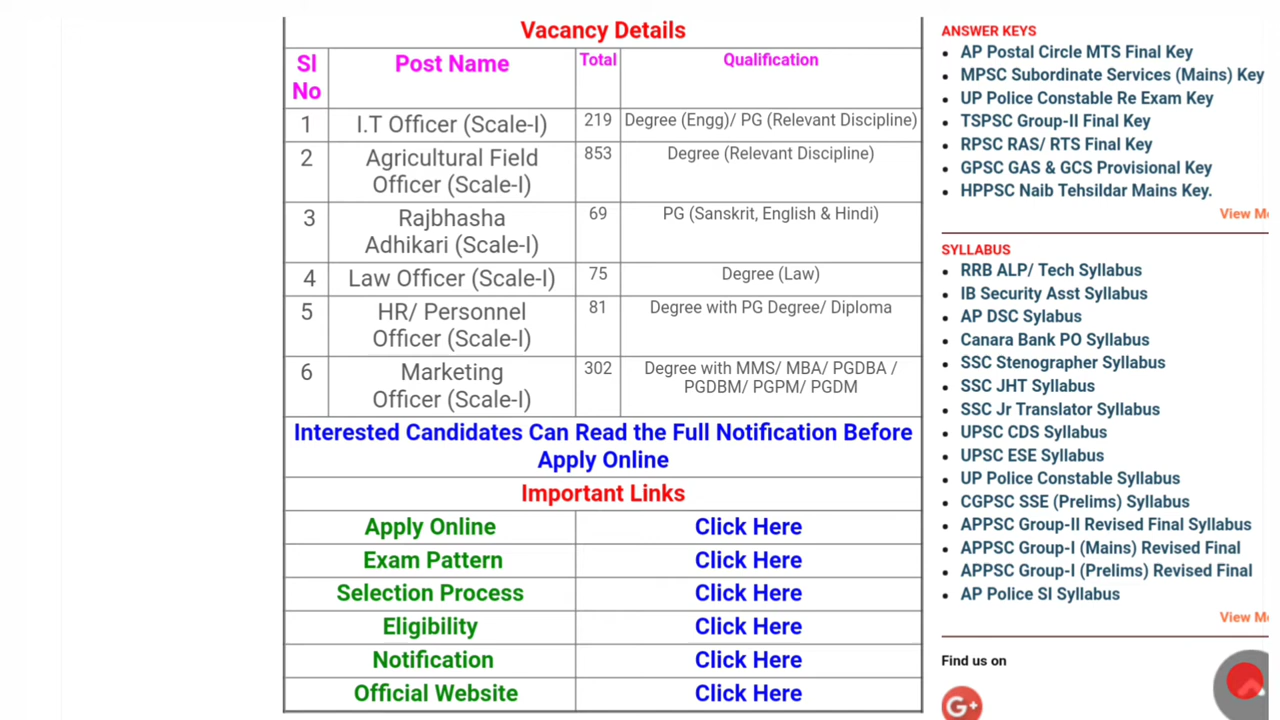 Vacancy Details
Sl
No
Post Name
Total
Qualification
1
I.T Officer (Scale-I)
219
Degree (Engg)/ PG (Relevant Discipline)
2
Agricultural Field
Officer (Scale-I)
853
Degree (Relevant Discipline)
3
Rajbhasha
Adhikari (Scale-I)
69
PG (Sanskrit, English & Hindi)
4
Law Officer (Scale-I)
75
Degree (Law)
5
HR/ Personnel
Officer (Scale-I)
81
Degree with PG Degree/ Diploma
6
Marketing
Officer (Scale-I)
302
Degree with MMS/ MBA/ PGDBA /
PGDBM/ PGPM/ PGDM
Interested Candidates Can Read the Full Notification Before
Apply Online
Important Links
Apply Online
Click Here
Exam Pattern
Click Here
Selection Process
Click Here
Eligibility
Click Here
Notification
Click Here
Official Website
Click Here
ANSWER KEYS
AP Postal Circle MTS Final Key
MPSC Subordinate Services (Mains) Key
UP Police Constable Re Exam Key
TSPSC Group-II Final Key
RPSC RAS/ RTS Final Key
GPSC GAS & GCS Provisional Key
HPPSC Naib Tehsildar Mains Key.
View
SYLLABUS
RRB ALP/ Tech Syllabus
IB Security Asst Syllabus
AP DSC Sylabus
Canara Bank PO Syllabus
SSC Stenographer Syllabus
SSC JHT Syllabus
SSC Jr Translator Syllabus
UPSC CDS Syllabus
UPSC ESE Syllabus
UP Police Constable Syllabus
CGPSC SSE (Prelims) Syllabus
APPSC Group-II Revised Final Syllabus
APPSC Group-I (Mains) Revised Final
APPSC Group-I (Prelims) Revised Final
AP Police SI Syllabus
View
Find us on
G+